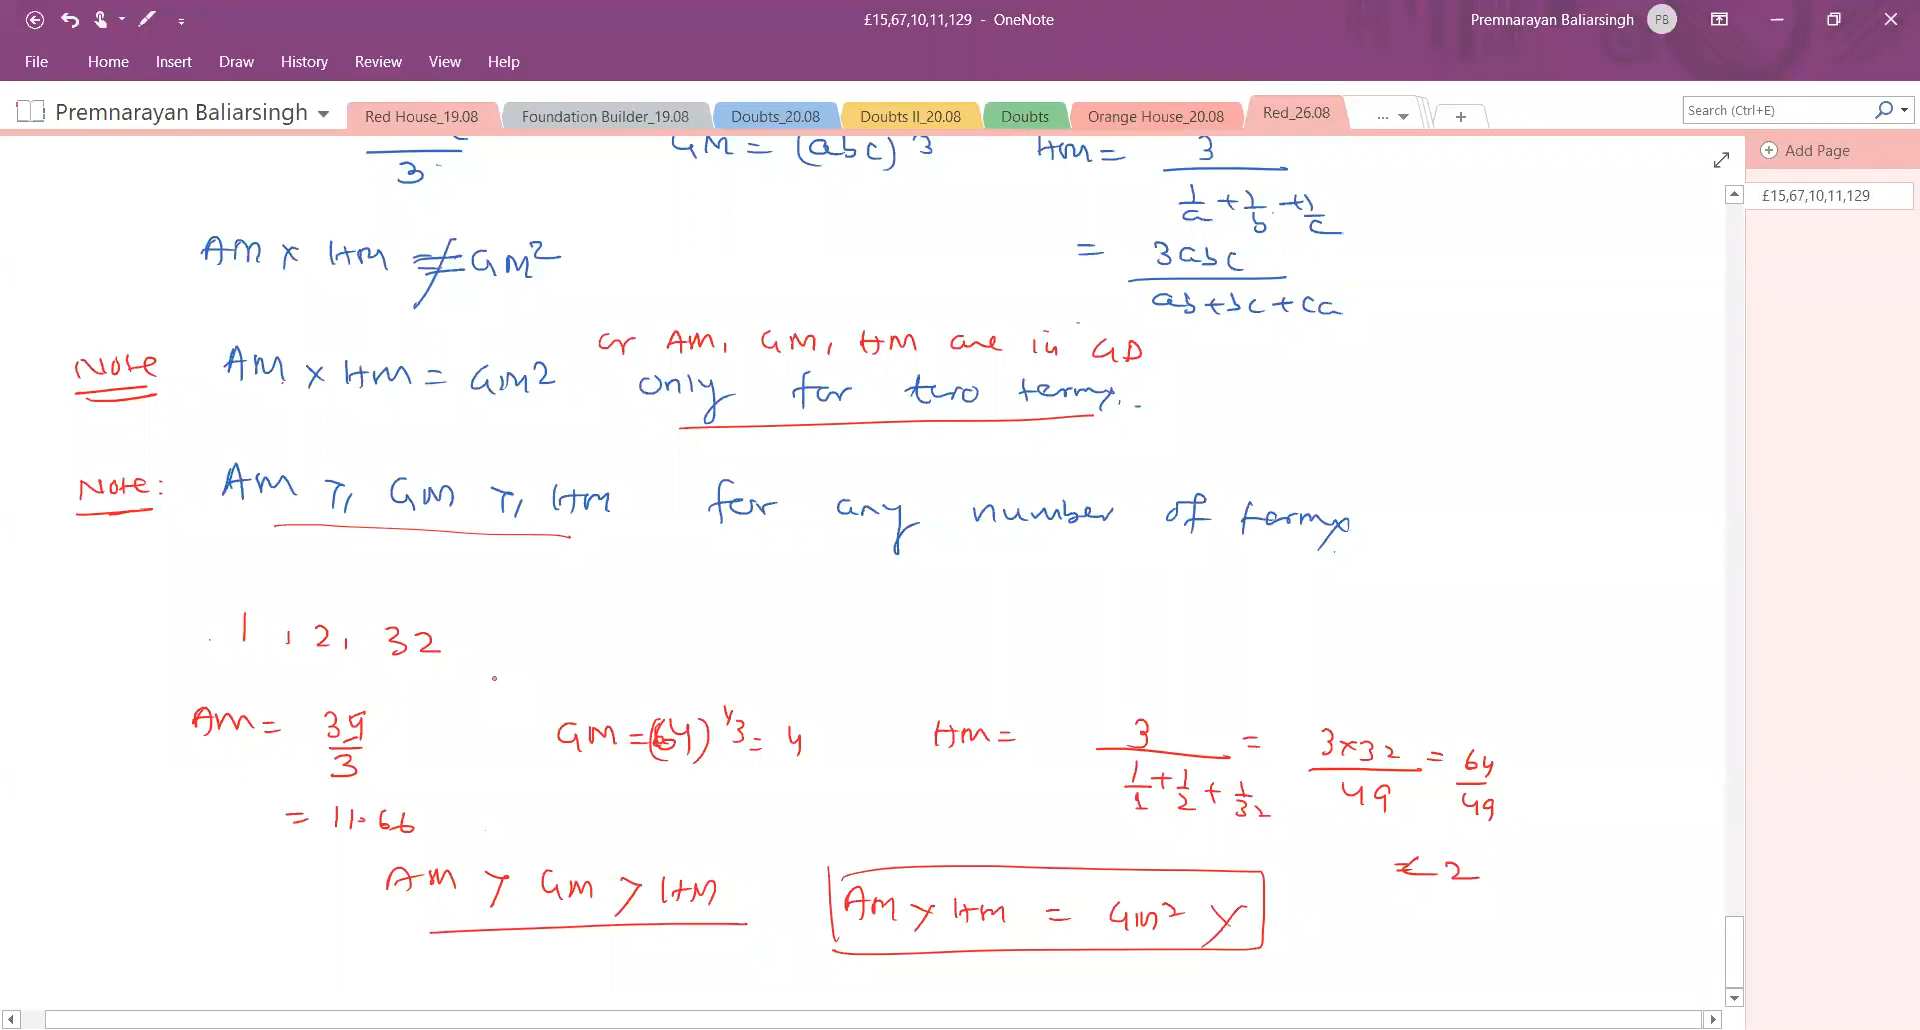 £15,67,10,11,129 - OneNote
Premnarayan Baliarsingh PB
File Home Insert Draw History Review View Help
Premnarayan Baliarsingh Red House_19.08 Foundation Builder_19.08 Doubts_20.08 Doubts II_20.08 Doubts Orange House_20.08 Red_26.08 ... + Search (Ctrl+E)
Add Page
£15,67,10,11,129
3
GM = (abc) 3
HM = 3
1/a + 1/b + 1/c
AM x HM ≠ GM²
= 3abc
ab + bc + ca
or AM, GM, HM are in GP
Note AM x HM = GM² only for two terms.
Note: AM ≥, GM ≥, HM for any number of terms
1, 2, 32
AM = 35/3 GM = (64)^1/3 = 4 HM = 3 / (1/1 + 1/2 + 1/32) = 3x32/49 = 64/49
= 11.66
< 2
AM > GM > HM
AM x HM = GM² x